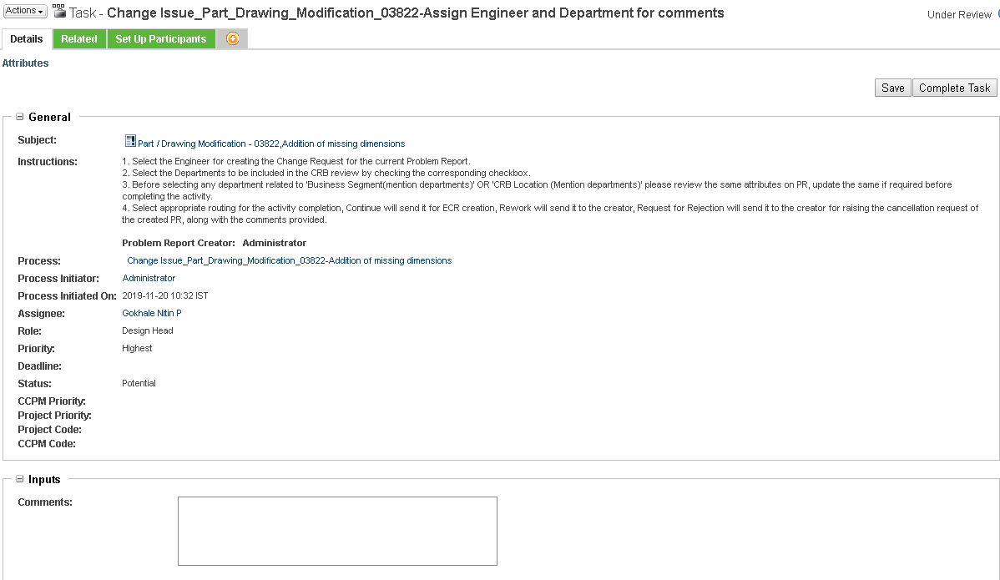 Actions
Task - Change Issue_Part_Drawing_Modification_03822-Assign Engineer and Department for comments
Under Review
Details
Related
Set Up Participants
Attributes
Save
Complete Task
General
Subject: Part / Drawing Modification - 03822,Addition of missing dimensions
Instructions: 1. Select the Engineer for creating the Change Request for the current Problem Report.
2. Select the Departments to be included in the CRB review by checking the corresponding checkbox.
3. Before selecting any department related to 'Business Segment(mention departments)' OR 'CRB Location (Mention departments)' please review the same attributes on PR, update the same if required before
completing the activity.
4. Select appropriate routing for the activity completion, Continue will send it for ECR creation, Rework will send it to the creator, Request for Rejection will send it to the creator for raising the cancellation request of
the created PR, along with the comments provided.
Problem Report Creator: Administrator
Process: Change Issue_Part_Drawing_Modification_03822-Addition of missing dimensions
Process Initiator: Administrator
Process Initiated On: 2019-11-20 10:32 IST
Assignee: Gokhale Nitin P
Role: Design Head
Priority: Highest
Deadline:
Status: Potential
CCPM Priority:
Project Priority:
Project Code:
CCPM Code:
Inputs
Comments: